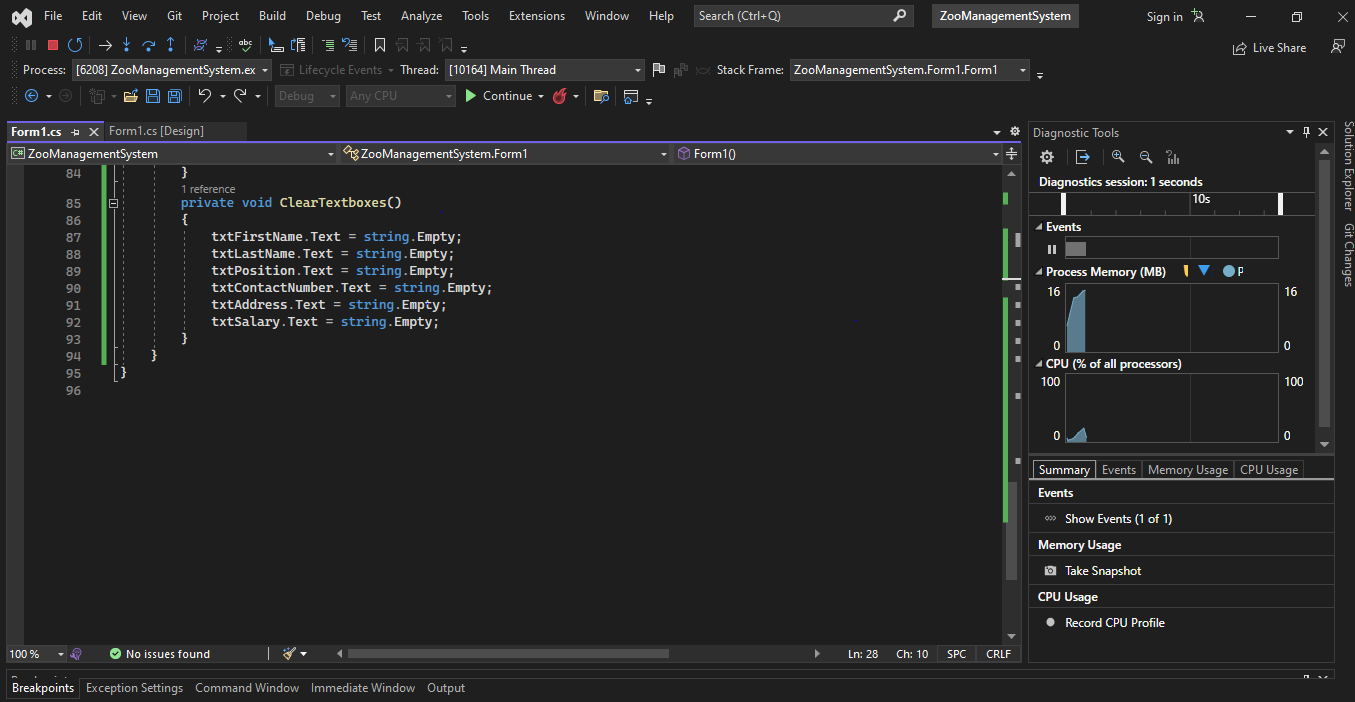 File Edit View Git Project Build Debug Test Analyze Tools Extensions Window Help Search (Ctrl+Q) ZooManagementSystem Sign in
Live Share
Process: [6208] ZooManagementSystem.ex Lifecycle Events Thread: [10164] Main Thread Stack Frame: ZooManagementSystem.Form1.Form1
Debug Any CPU Continue
Form1.cs Form1.cs [Design]
ZooManagementSystem ZooManagementSystem.Form1 Form1()
84 }
1 reference
85 private void ClearTextboxes()
86 {
87 txtFirstName.Text = string.Empty;
88 txtLastName.Text = string.Empty;
89 txtPosition.Text = string.Empty;
90 txtContactNumber.Text = string.Empty;
91 txtAddress.Text = string.Empty;
92 txtSalary.Text = string.Empty;
93 }
94 }
95 }
96
100 % No issues found Ln: 28 Ch: 10 SPC CRLF
Diagnostic Tools
Diagnostics session: 1 seconds
10s
Events
Process Memory (MB) P
16 16
0 0
CPU (% of all processors)
100 100
0 0
Summary Events Memory Usage CPU Usage
Events
Show Events (1 of 1)
Memory Usage
Take Snapshot
CPU Usage
Record CPU Profile
Solution Explorer
Git Changes
Breakpoints Exception Settings Command Window Immediate Window Output